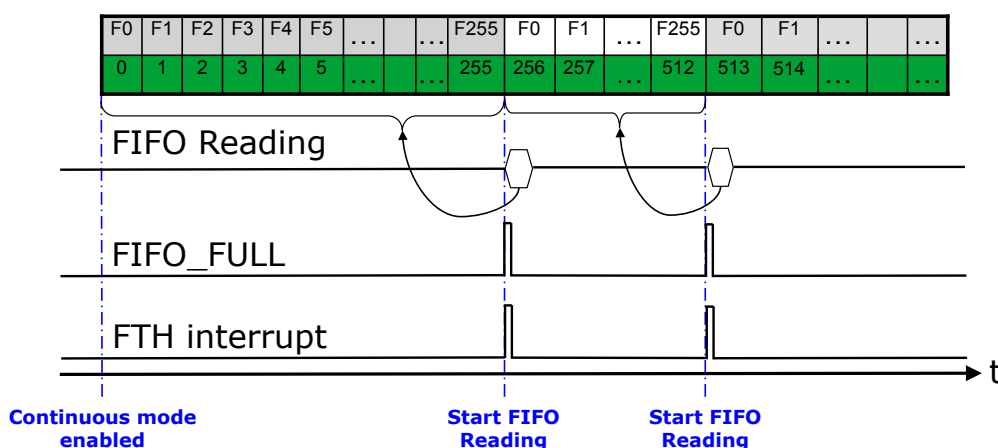 F0 F1 F2 F3 F4 F5 ... ... F255 F0 F1 ... F255 F0 F1 ... ...
0 1 2 3 4 5 ... ... 255 256 257 ... 512 513 514 ... ...
FIFO Reading
FIFO_FULL
FTH interrupt
t
Continuous mode
enabled
Start FIFO
Reading
Start FIFO
Reading